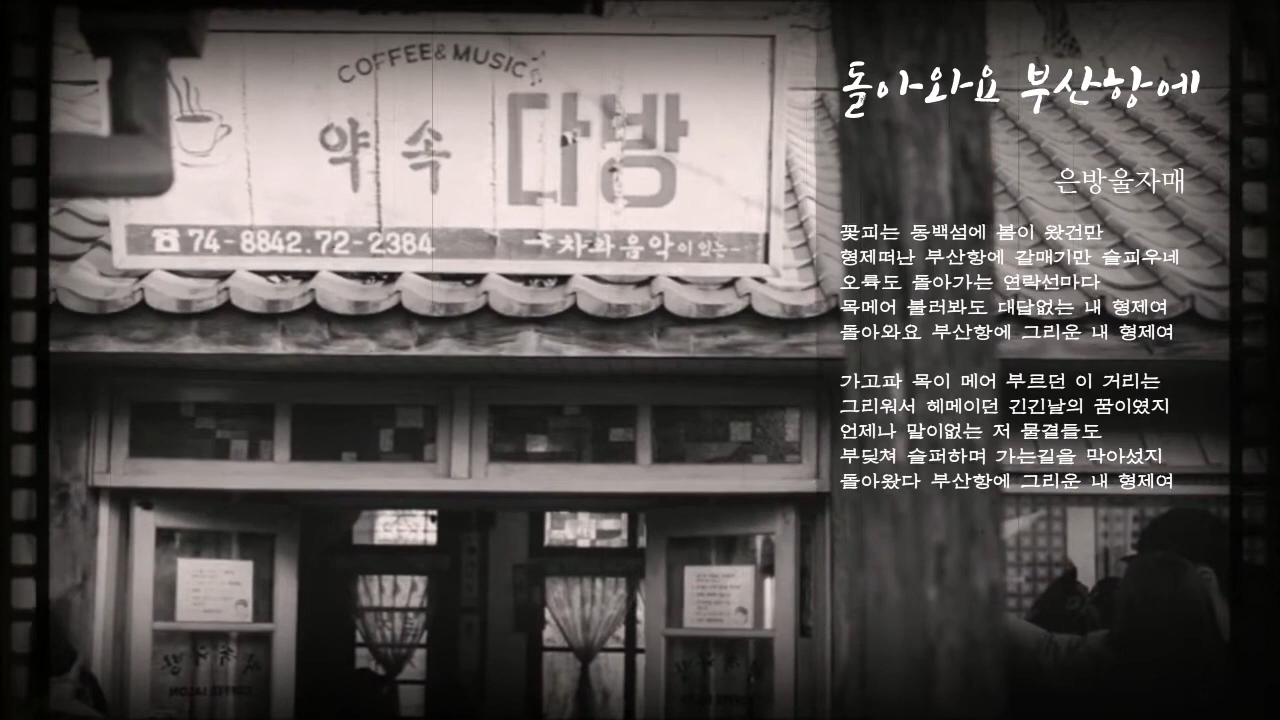 COFFEE & MUSIC
약속 다방
☎ 74-8842. 72-2384
차와 음악이 있는
돌아와요 부산항에
은방울자매
꽃피는 동백섬에 봄이 왔건만
형제떠난 부산항에 갈매기만 슬피우네
오륙도 돌아가는 연락선마다
목메어 불러봐도 대답없는 내 형제여
돌아와요 부산항에 그리운 내 형제여
가고파 목이 메어 부르던 이 거리는
그리워서 헤메이던 긴긴날의 꿈이였지
언제나 말이없는 저 물결들도
부딪쳐 슬퍼하며 가는길을 막아섰지
돌아왔다 부산항에 그리운 내 형제여